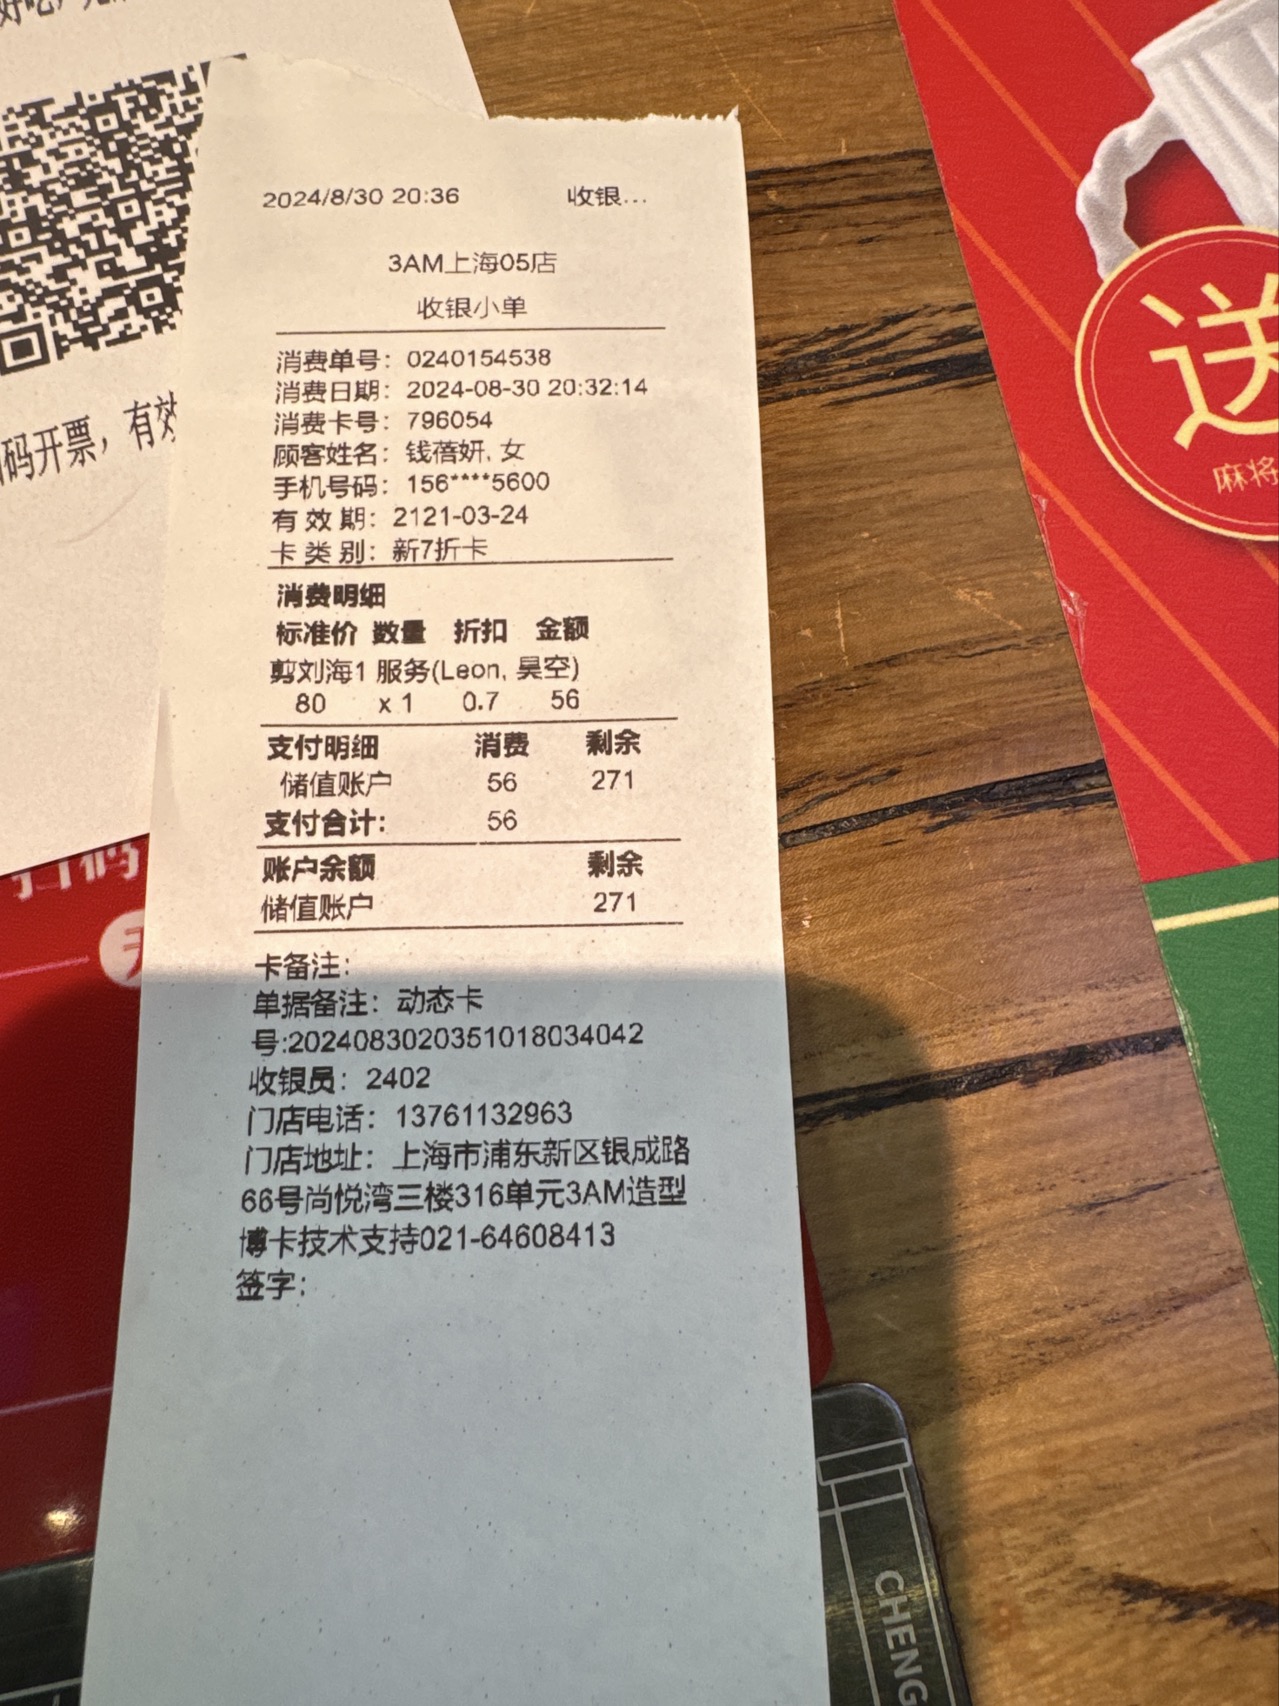 2024/8/30 20:36 收银...
3AM上海05店
收银小单
消费单号：0240154538
消费日期：2024-08-30 20:32:14
消费卡号：796054
顾客姓名：钱蓓妍, 女
手机号码：156****5600
有 效 期：2121-03-24
卡 类 别：新7折卡
消费明细
标准价 数量 折扣 金额
剪刘海1 服务(Leon, 昊空)
80 x 1 0.7 56
支付明细 消费 剩余
储值账户 56 271
支付合计: 56
账户余额 剩余
储值账户 271
卡备注:
单据备注：动态卡
号:2024083020351018034042
收银员：2402
门店电话：13761132963
门店地址：上海市浦东新区银成路
66号尚悦湾三楼316单元3AM造型
博卡技术支持021-64608413
签字:
码开票，有效
扫码
送
麻将
CHENG